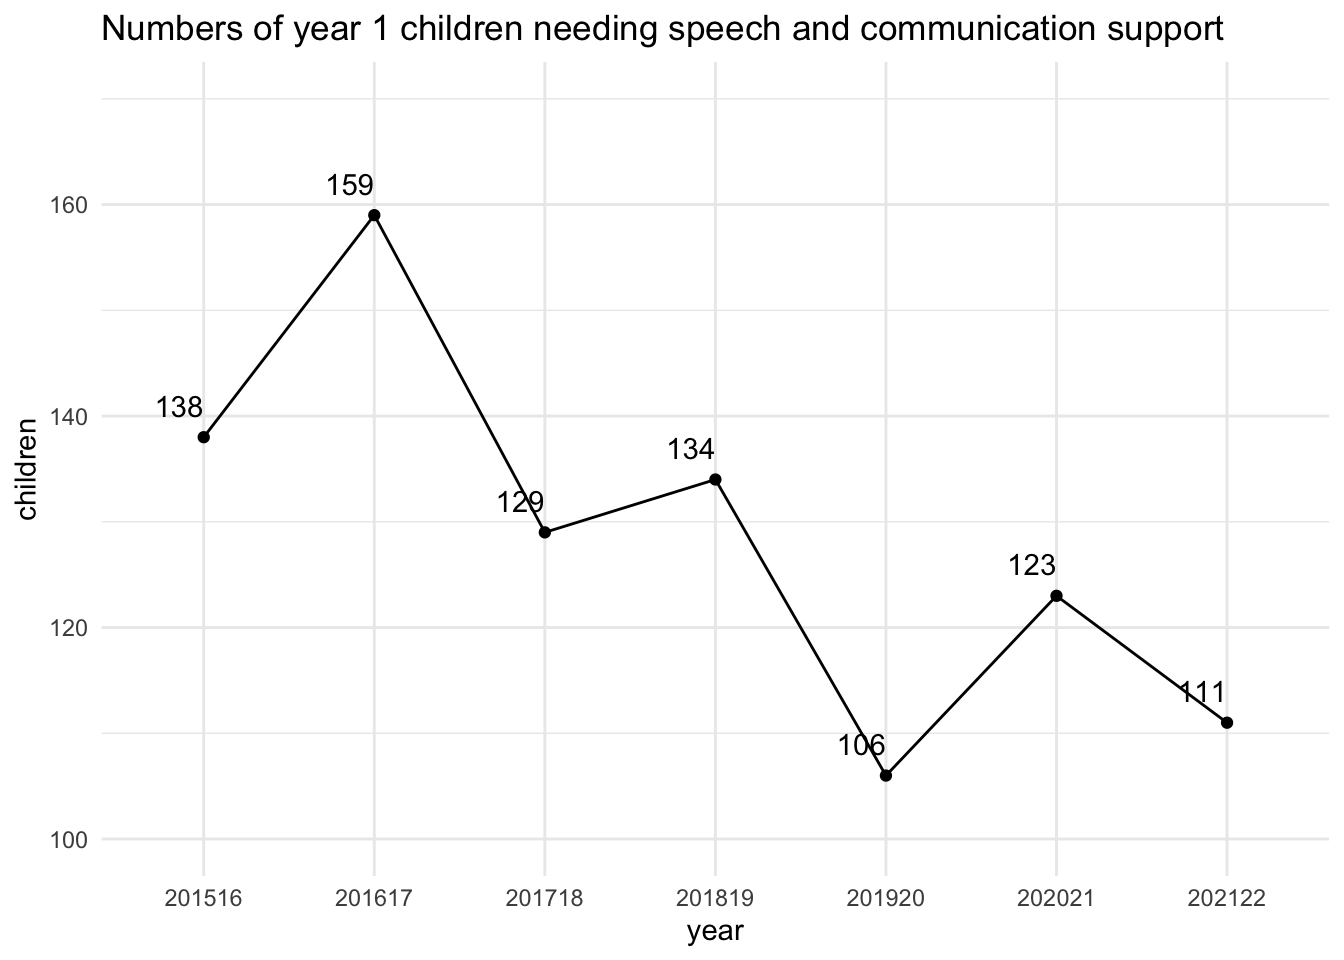 Numbers of year 1 children needing speech and communication support
160
140
120
100
children
159
138
134
129
123
111
106
201516 201617 201718 201819 201920 202021 202122
year